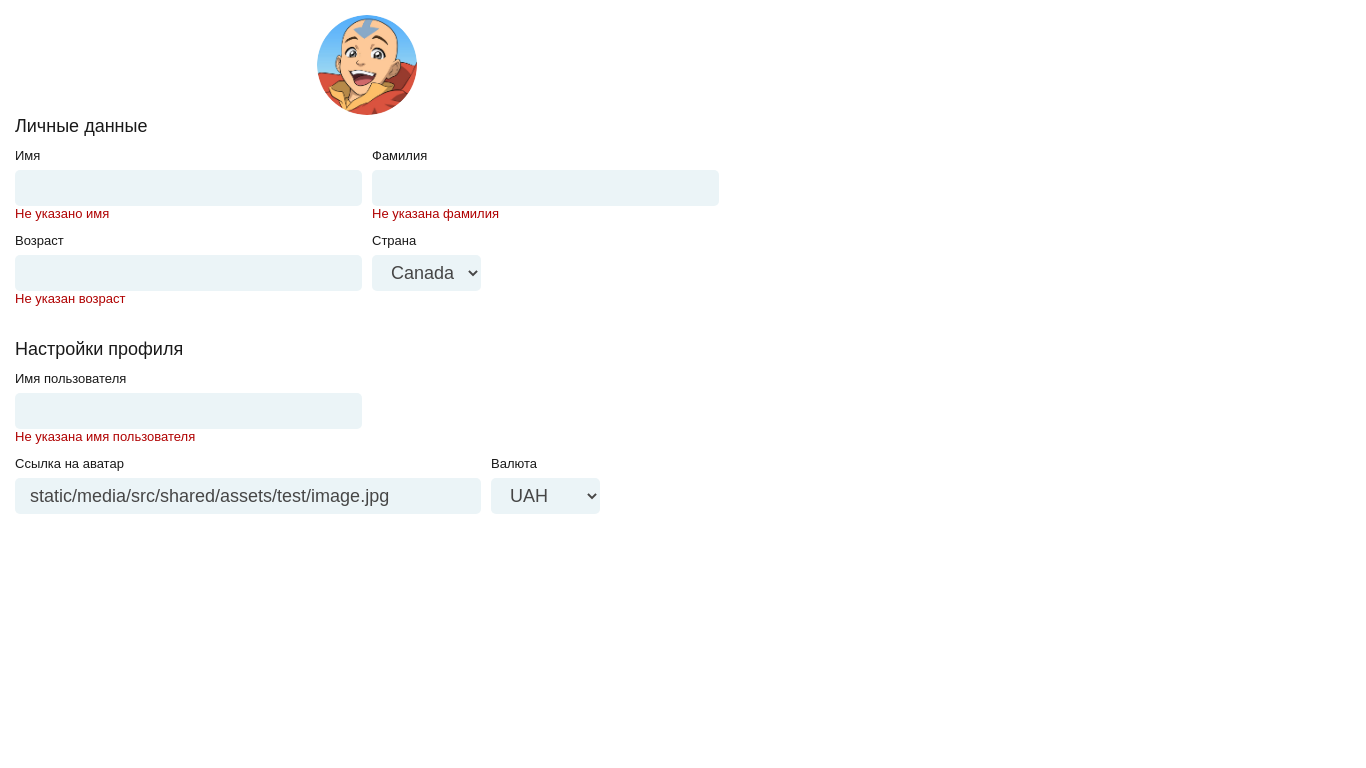 Личные данные
Имя
Фамилия
Не указано имя
Не указана фамилия
Возраст
Страна
Canada
Не указан возраст
Настройки профиля
Имя пользователя
Не указана имя пользователя
Ссылка на аватар
Валюта
static/media/src/shared/assets/test/image.jpg
UAH